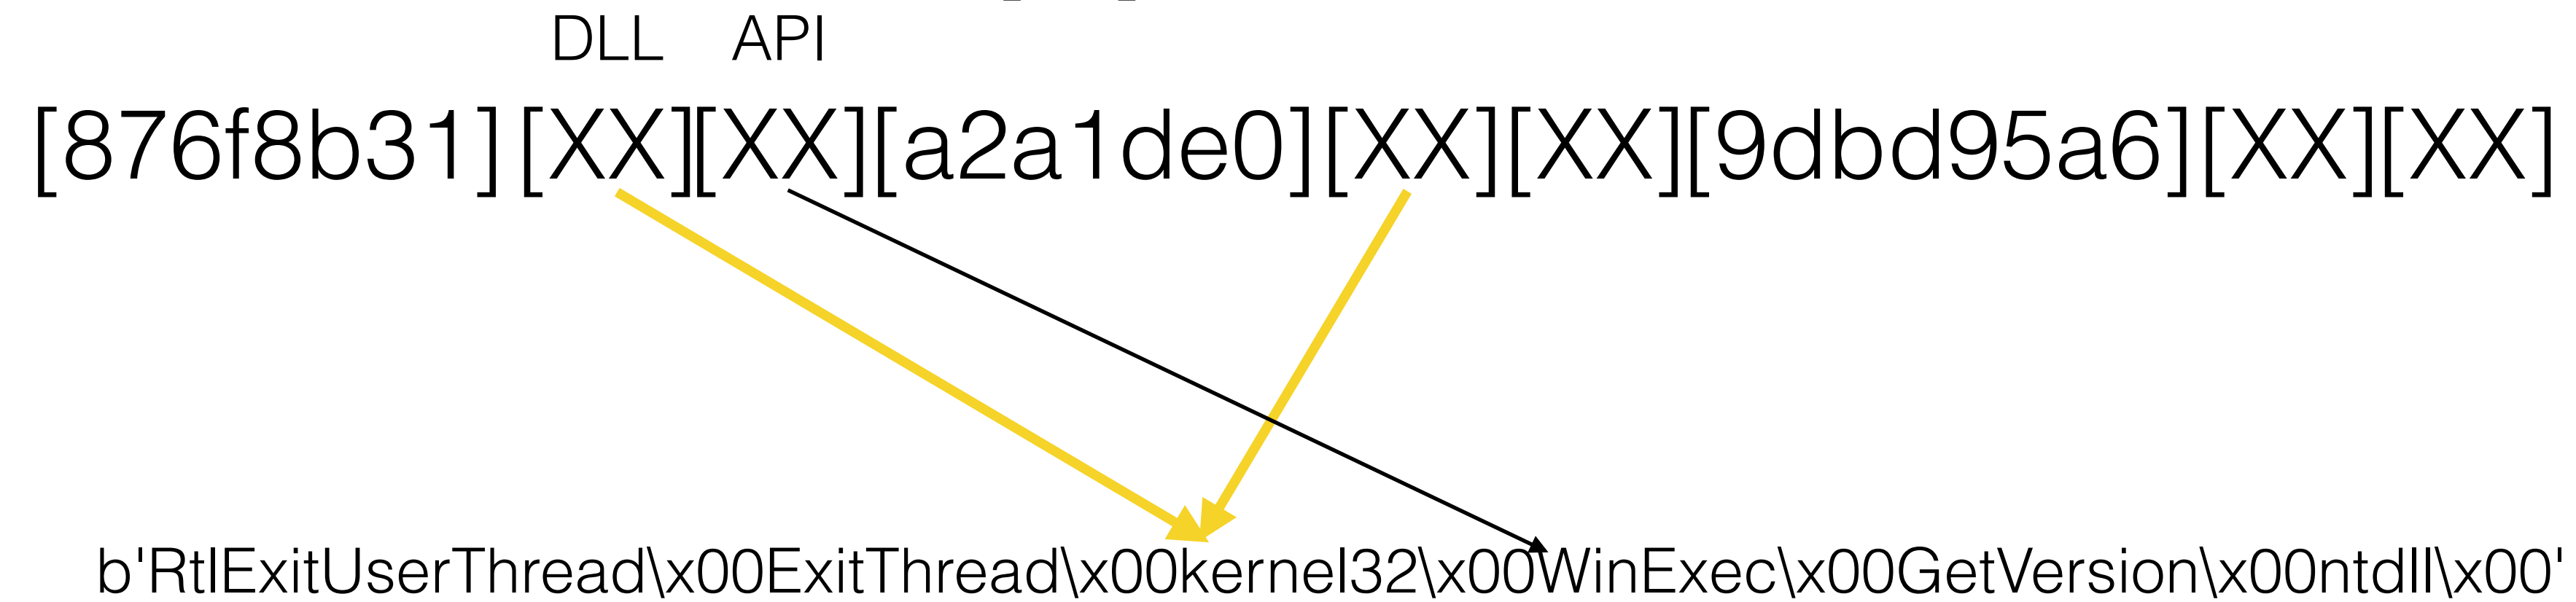 DLL API
[876f8b31][XX][XX][a2a1de0][XX][XX][9dbd95a6][XX][XX]
b'RtlExitUserThread\x00ExitThread\x00kernel32\x00WinExec\x00GetVersion\x00ntdll\x00'